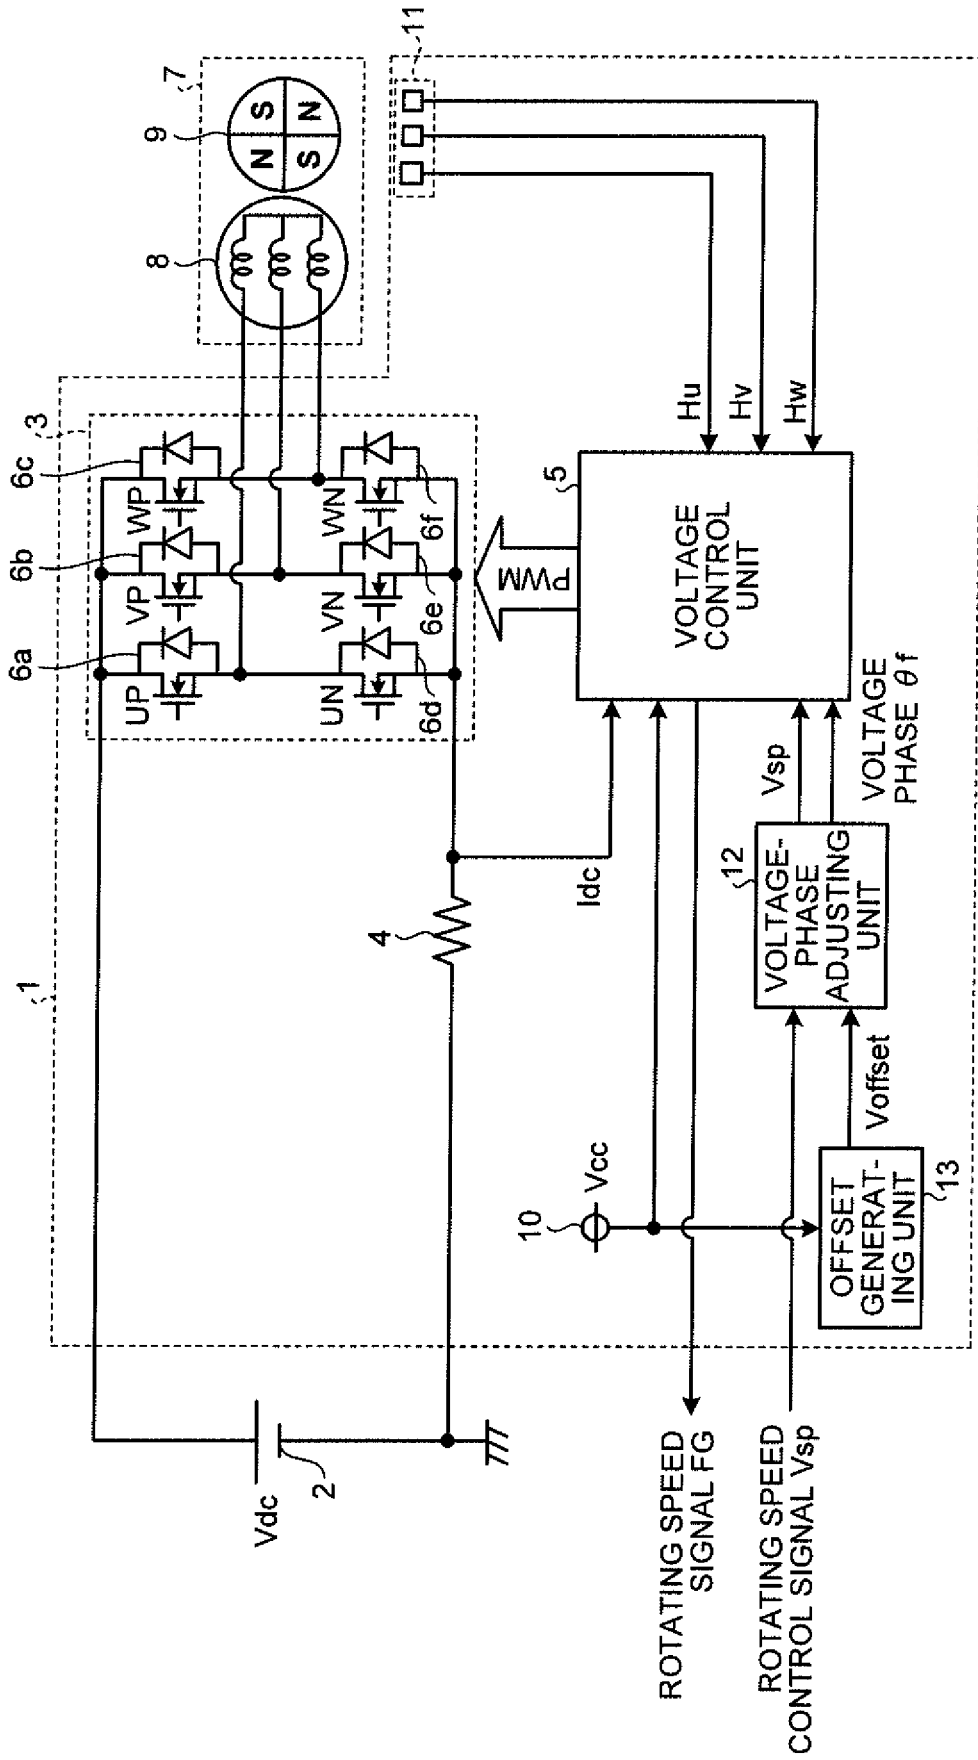 1
Vdc
2
3
6a
6b
6c
UP
VP
WP
UN
VN
WN
6d
6e
6f
7
8
9
N
S
S
N
11
4
Idc
PWM
5
VOLTAGE
CONTROL
UNIT
Hu
Hv
Hw
10
Vcc
12
VOLTAGE-
PHASE
ADJUSTING
UNIT
Vsp
VOLTAGE
PHASE θf
Voffset
OFFSET
GENERAT-
ING UNIT
13
ROTATING SPEED
SIGNAL FG
ROTATING SPEED
CONTROL SIGNAL Vsp